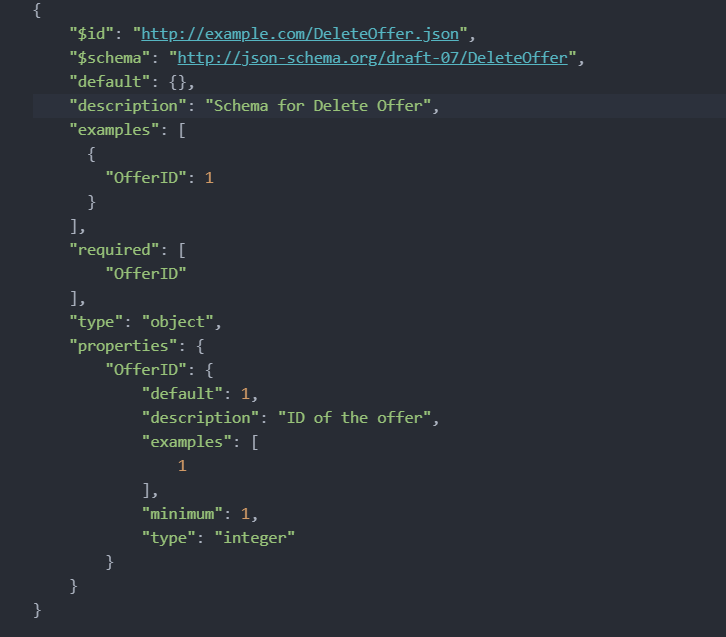 {
    "$id": "http://example.com/DeleteOffer.json",
    "$schema": "http://json-schema.org/draft-07/DeleteOffer",
    "default": {},
    "description": "Schema for Delete Offer",
    "examples": [
      {
        "OfferID": 1
      }
    ],
    "required": [
        "OfferID"
    ],
    "type": "object",
    "properties": {
        "OfferID": {
            "default": 1,
            "description": "ID of the offer",
            "examples": [
                1
            ],
            "minimum": 1,
            "type": "integer"
        }
    }
}